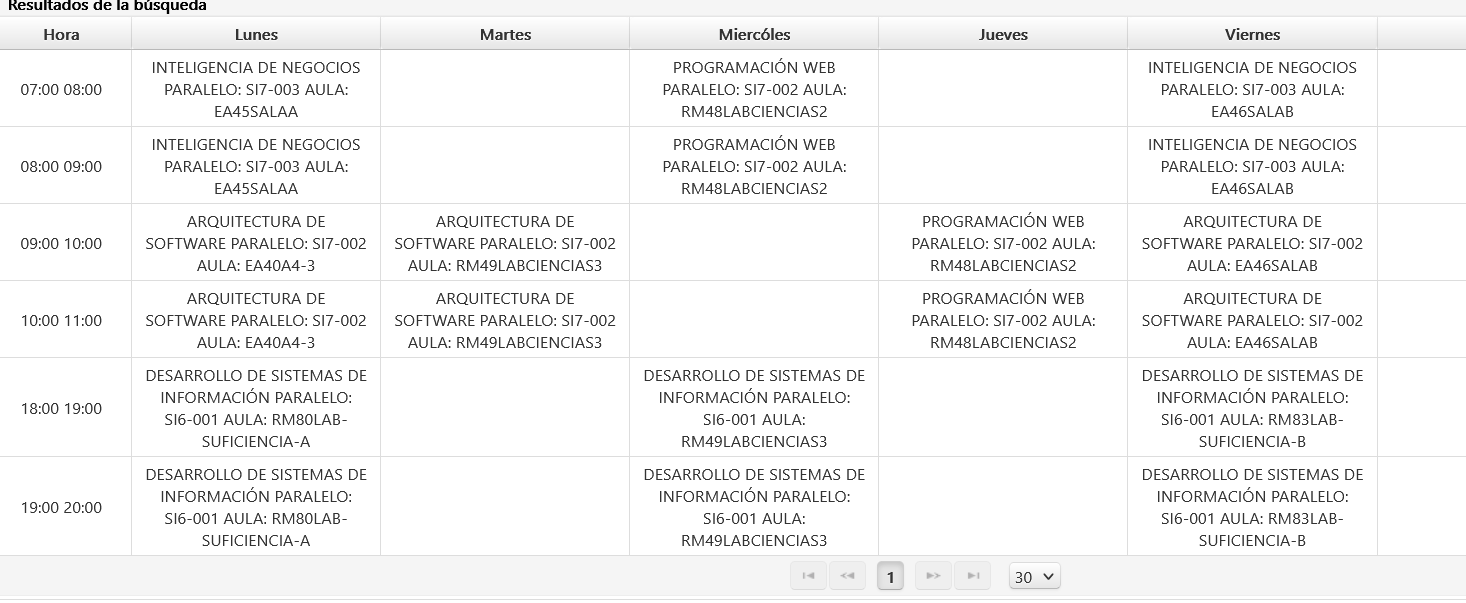 Resultados de la búsqueda
Hora Lunes Martes Miercóles Jueves Viernes
07:00 08:00
INTELIGENCIA DE NEGOCIOS
PARALELO: SI7-003 AULA:
EA45SALAA
PROGRAMACIÓN WEB
PARALELO: SI7-002 AULA:
RM48LABCIENCIAS2
INTELIGENCIA DE NEGOCIOS
PARALELO: SI7-003 AULA:
EA46SALAB
08:00 09:00
INTELIGENCIA DE NEGOCIOS
PARALELO: SI7-003 AULA:
EA45SALAA
PROGRAMACIÓN WEB
PARALELO: SI7-002 AULA:
RM48LABCIENCIAS2
INTELIGENCIA DE NEGOCIOS
PARALELO: SI7-003 AULA:
EA46SALAB
09:00 10:00
ARQUITECTURA DE
SOFTWARE PARALELO: SI7-002
AULA: EA40A4-3
ARQUITECTURA DE
SOFTWARE PARALELO: SI7-002
AULA: RM49LABCIENCIAS3
PROGRAMACIÓN WEB
PARALELO: SI7-002 AULA:
RM48LABCIENCIAS2
ARQUITECTURA DE
SOFTWARE PARALELO: SI7-002
AULA: EA46SALAB
10:00 11:00
ARQUITECTURA DE
SOFTWARE PARALELO: SI7-002
AULA: EA40A4-3
ARQUITECTURA DE
SOFTWARE PARALELO: SI7-002
AULA: RM49LABCIENCIAS3
PROGRAMACIÓN WEB
PARALELO: SI7-002 AULA:
RM48LABCIENCIAS2
ARQUITECTURA DE
SOFTWARE PARALELO: SI7-002
AULA: EA46SALAB
18:00 19:00
DESARROLLO DE SISTEMAS DE
INFORMACIÓN PARALELO:
SI6-001 AULA: RM80LAB-
SUFICIENCIA-A
DESARROLLO DE SISTEMAS DE
INFORMACIÓN PARALELO:
SI6-001 AULA:
RM49LABCIENCIAS3
DESARROLLO DE SISTEMAS DE
INFORMACIÓN PARALELO:
SI6-001 AULA: RM83LAB-
SUFICIENCIA-B
19:00 20:00
DESARROLLO DE SISTEMAS DE
INFORMACIÓN PARALELO:
SI6-001 AULA: RM80LAB-
SUFICIENCIA-A
DESARROLLO DE SISTEMAS DE
INFORMACIÓN PARALELO:
SI6-001 AULA:
RM49LABCIENCIAS3
DESARROLLO DE SISTEMAS DE
INFORMACIÓN PARALELO:
SI6-001 AULA: RM83LAB-
SUFICIENCIA-B
1 30